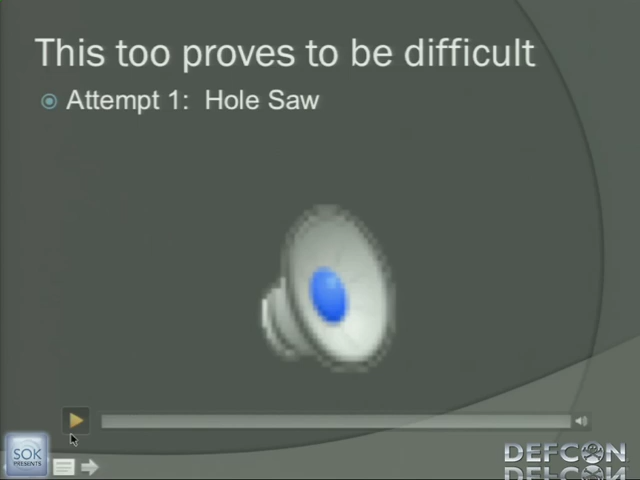 This too proves to be difficult
Attempt 1: Hole Saw
SOK
PRESENTS
DEFCON